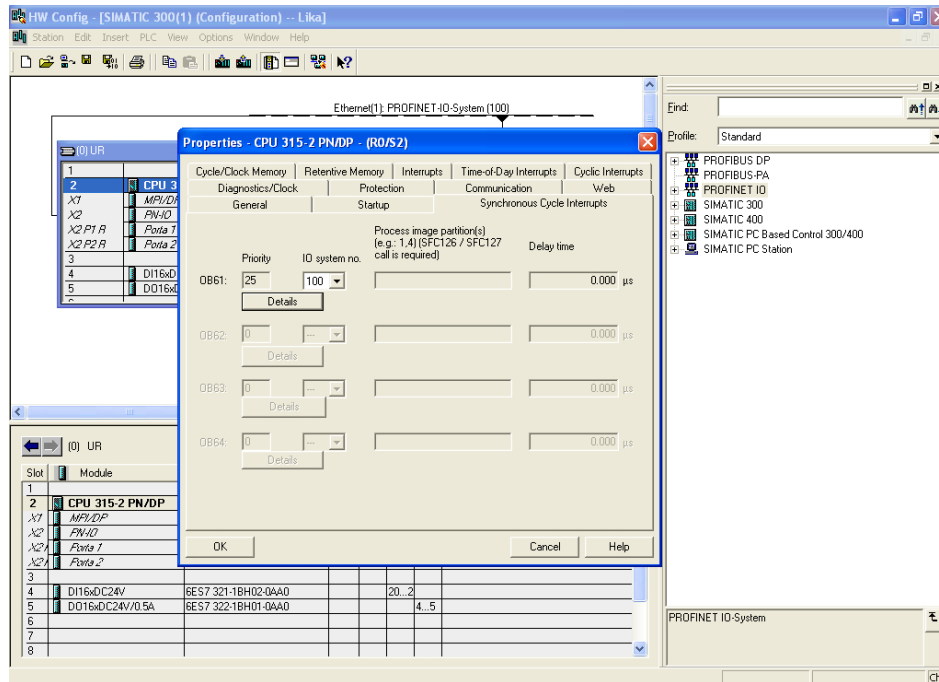 HW Config - [SIMATIC 300(1) (Configuration) -- Lika]
Station Edit Insert PLC View Options Window Help
Ethernet(1): PROFINET-IO-System (100)
(0) UR
1
2 CPU 3
X1 MPI/DP
X2 PN-IO
X2 P1 R Porta 1
X2 P2 R Porta 2
3
4 DI16xD
5 DO16xD
Properties - CPU 315-2 PN/DP - (R0/S2)
Cycle/Clock Memory Retentive Memory Interrupts Time-of-Day Interrupts Cyclic Interrupts
Diagnostics/Clock Protection Communication Web
General Startup Synchronous Cycle Interrupts
Priority IO system no. Process image partition(s)
(e.g.: 1,4) (SFC126 / SFC127
call is required) Delay time
OB61: 25 100 0.000 µs
Details
OB62: 0 --- 0.000 µs
Details
OB63: 0 --- 0.000 µs
Details
OB64: 0 --- 0.000 µs
Details
OK Cancel Help
Find:
Profile: Standard
PROFIBUS DP
PROFIBUS-PA
PROFINET IO
SIMATIC 300
SIMATIC 400
SIMATIC PC Based Control 300/400
SIMATIC PC Station
(0) UR
Slot Module
1
2 CPU 315-2 PN/DP
X1 MPI/DP
X2 PN-IO
X2 Porta 1
X2 Porta 2
3
4 DI16xDC24V 6ES7 321-1BH02-0AA0 20...2
5 DO16xDC24V/0.5A 6ES7 322-1BH01-0AA0 4...5
6
7
8
PROFINET IO-System